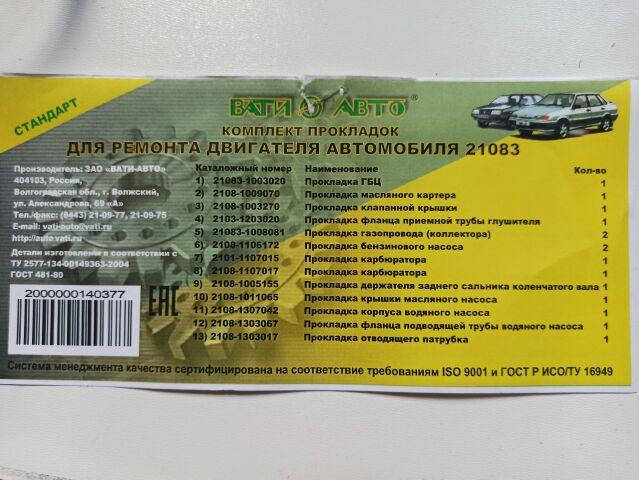 СТАНДАРТ
ВАТИ АВТО®
КОМПЛЕКТ ПРОКЛАДОК
ДЛЯ РЕМОНТА ДВИГАТЕЛЯ АВТОМОБИЛЯ 21083
Производитель: ЗАО «ВАТИ-АВТО»
404103, Россия,
Волгоградская обл., г. Волжский,
ул. Александрова, 69 «А»
Тел./факс: (8443) 21-09-77, 21-09-75
E-mail: vati-auto@vati.ru
http://auto.vati.ru
Детали изготовлены в соответствии с
ТУ 2577-134-00149363-2004
ГОСТ 481-80
2000000140377
EAC
Каталожный номер Наименование Кол-во
1) 21083-1003020 Прокладка ГБЦ 1
2) 2108-1009070 Прокладка масляного картера 1
3) 2108-1003270 Прокладка клапанной крышки 1
4) 2103-1203020 Прокладка фланца приемной трубы глушителя 1
5) 21083-1008081 Прокладка газопровода (коллектора) 2
6) 2108-1106172 Прокладка бензинового насоса 2
7) 2101-1107015 Прокладка карбюратора 1
8) 2108-1107017 Прокладка карбюратора 1
9) 2108-1005155 Прокладка держателя заднего сальника коленчатого вала 1
10) 2108-1011065 Прокладка крышки масляного насоса 1
11) 2108-1307042 Прокладка корпуса водяного насоса 1
12) 2108-1303067 Прокладка фланца подводящей трубы водяного насоса 1
13) 2108-1303017 Прокладка отводящего патрубка 1
Система менеджмента качества сертифицирована на соответствие требованиям ISO 9001 и ГОСТ Р ИСО/ТУ 16949